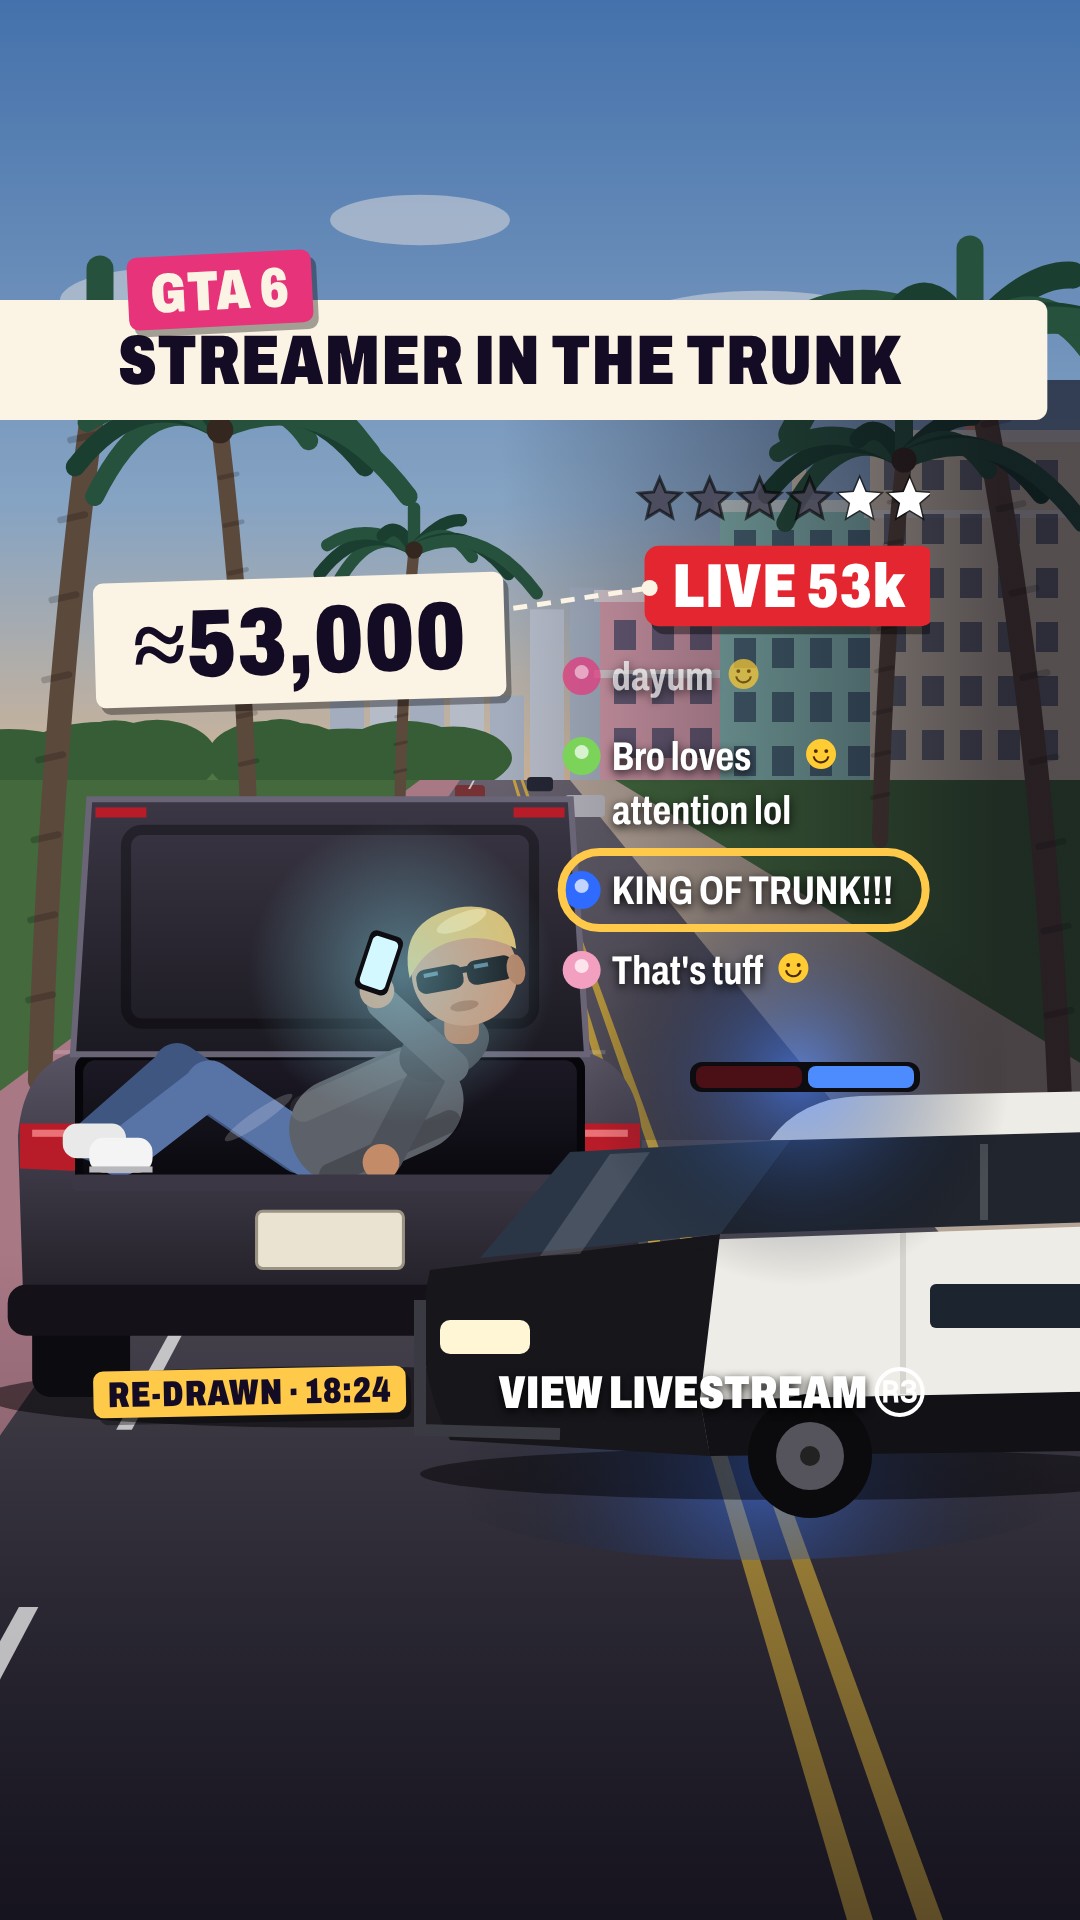 GTA 6
STREAMER IN THE TRUNK
LIVE 53k
≈53,000
dayum
Bro loves
attention lol
KING OF TRUNK!!!
That's tuff
RE-DRAWN · 18:24
VIEW LIVESTREAM R3